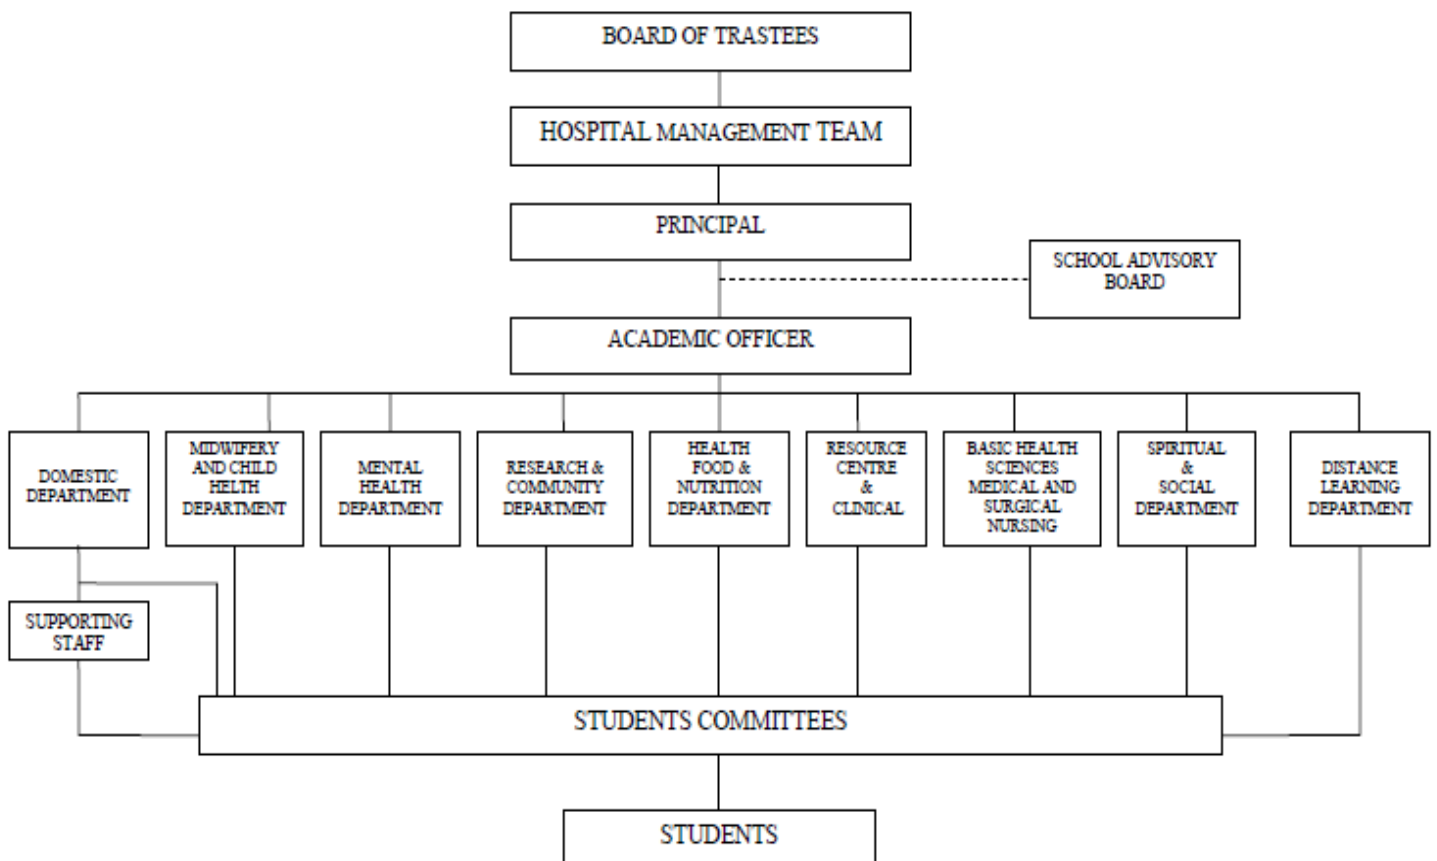 BOARD OF TRASTEES
HOSPITAL MANAGEMENT TEAM
PRINCIPAL
SCHOOL ADVISORY
BOARD
ACADEMIC OFFICER
DOMESTIC
DEPARTMENT
MIDWIFERY
AND CHILD
HELTH
DEPARTMENT
MENTAL
HEALTH
DEPARTMENT
RESEARCH &
COMMUNITY
DEPARTMENT
HEALTH
FOOD &
NUTRITION
DEPARTMENT
RESOURCE
CENTRE
&
CLINICAL
BASIC HEALTH
SCIENCES
MEDICAL AND
SURGICAL
NURSING
SPIRITUAL
&
SOCIAL
DEPARTMENT
DISTANCE
LEARNING
DEPARTMENT
SUPPORTING
STAFF
STUDENTS COMMITTEES
STUDENTS